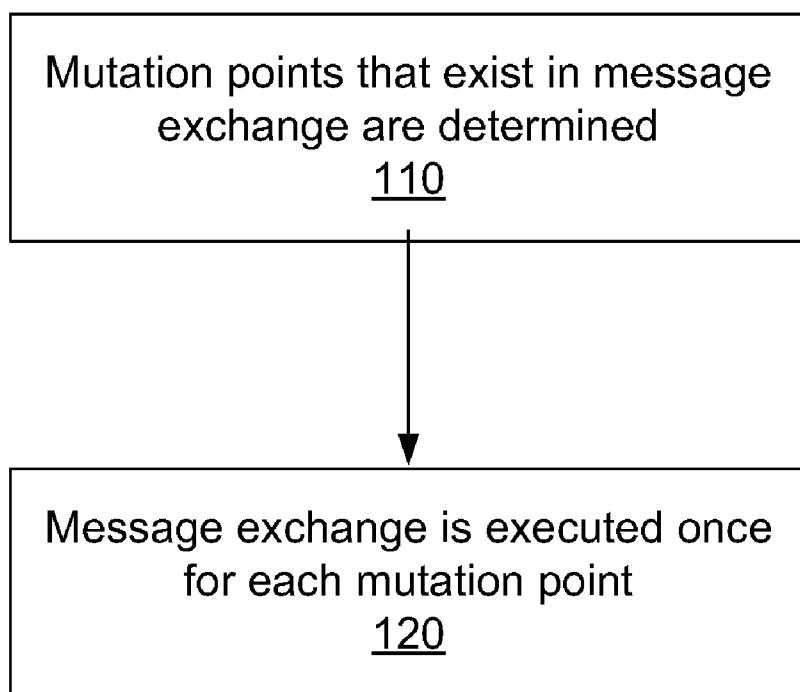 Mutation points that exist in message
exchange are determined
110
Message exchange is executed once
for each mutation point
120